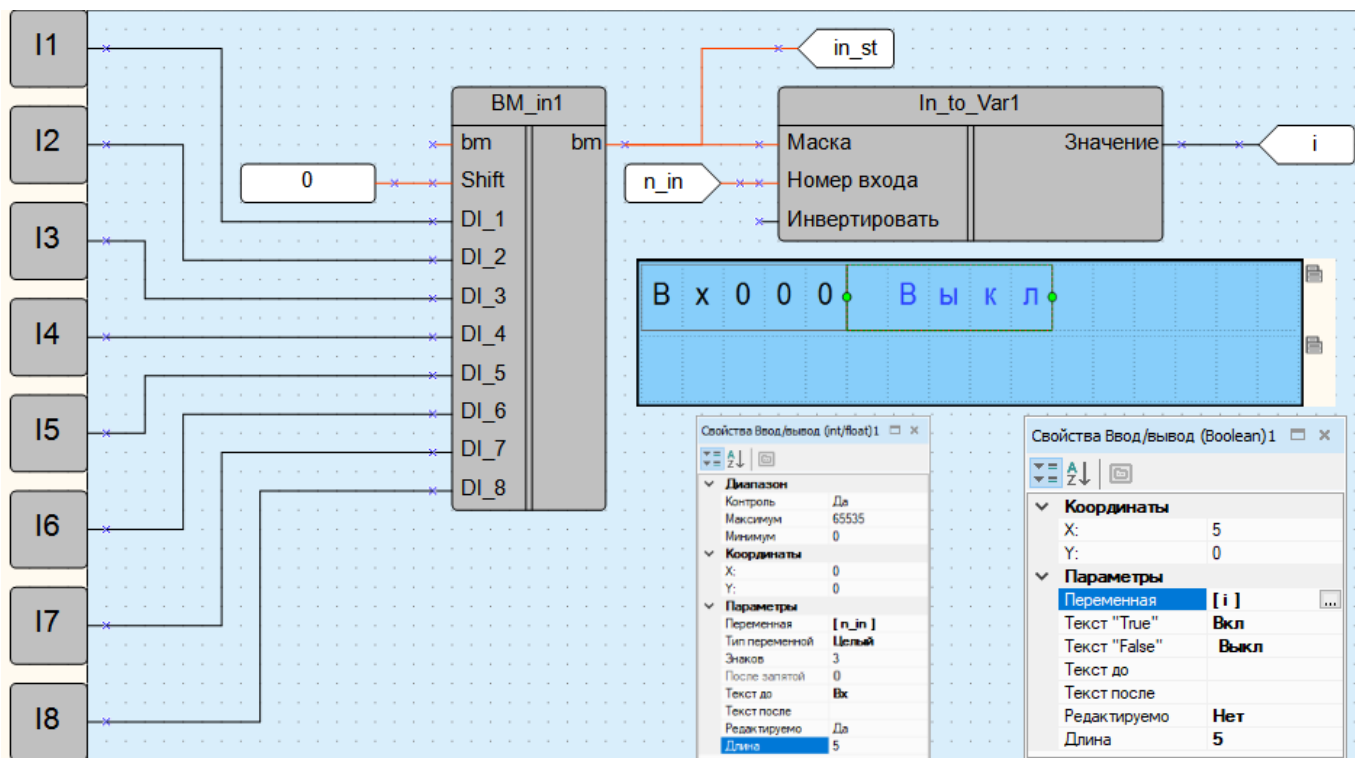 I1
I2
I3
I4
I5
I6
I7
I8
0
BM_in1
bm bm
Shift
DI_1
DI_2
DI_3
DI_4
DI_5
DI_6
DI_7
DI_8
in_st
n_in
In_to_Var1
Маска Значение
Номер входа
Инвертировать
i
Вх000 Выкл
Свойства Ввод/вывод (int/float)1
Диапазон
Контроль Да
Максимум 65535
Минимум 0
Координаты
X: 0
Y: 0
Параметры
Переменная [ n_in ]
Тип переменной Целый
Знаков 3
После запятой 0
Текст до Вх
Текст после
Редактируемо Да
Длина 5
Свойства Ввод/вывод (Boolean)1
Координаты
X: 5
Y: 0
Параметры
Переменная [ i ] ...
Текст "True" Вкл
Текст "False" Выкл
Текст до
Текст после
Редактируемо Нет
Длина 5